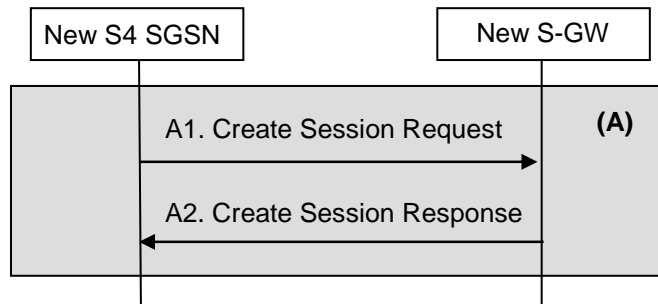 New S4 SGSN
New S-GW
(A)
A1. Create Session Request
A2. Create Session Response